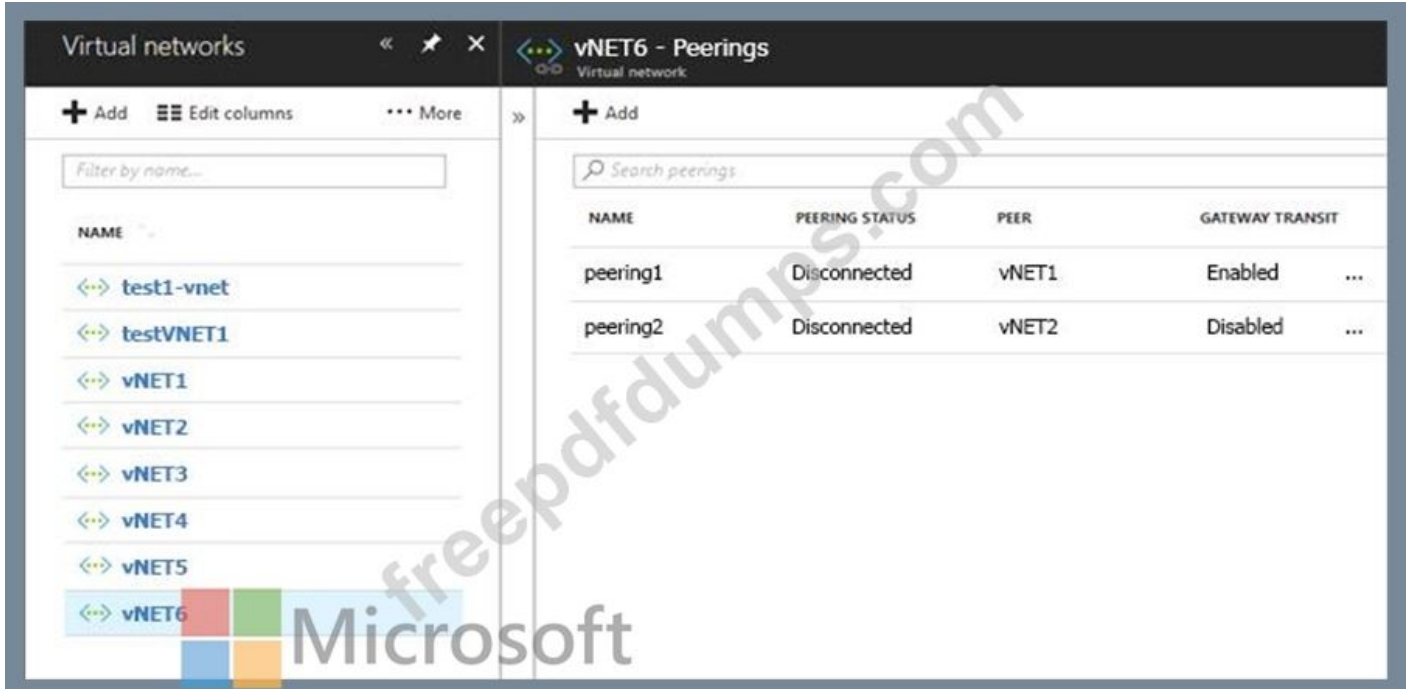 Virtual networks
Add Edit columns ... More
Filter by name...
NAME
test1-vnet
testVNET1
vNET1
vNET2
vNET3
vNET4
vNET5
vNET6
vNET6 - Peerings
Virtual network
Add
Search peerings
NAME PEERING STATUS PEER GATEWAY TRANSIT
peering1 Disconnected vNET1 Enabled ...
peering2 Disconnected vNET2 Disabled ...
freepdfdumps.com
Microsoft